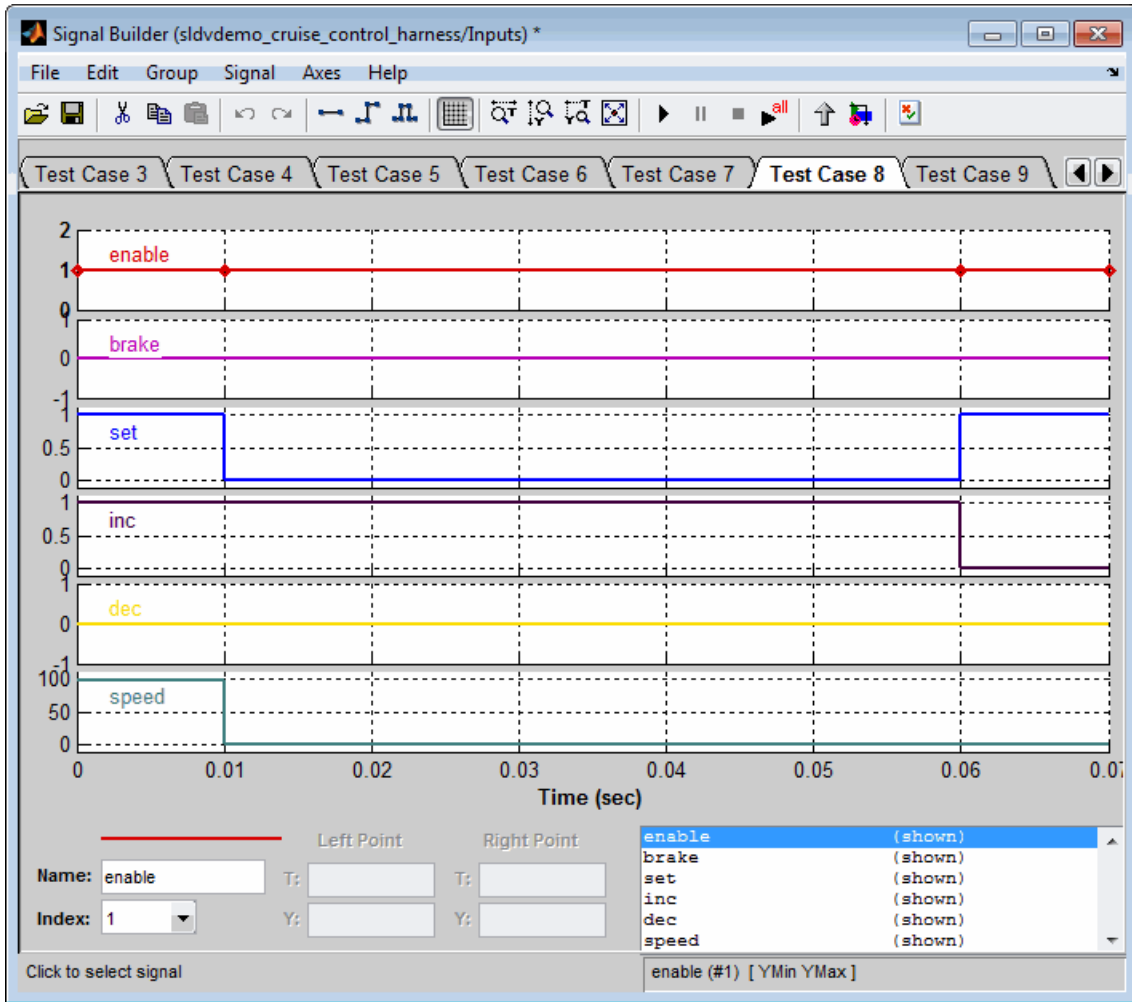 Signal Builder (sldvdemo_cruise_control_harness/Inputs) *
File Edit Group Signal Axes Help
all
Test Case 3 Test Case 4 Test Case 5 Test Case 6 Test Case 7 Test Case 8 Test Case 9
2
enable
1
0
1
brake
0
-1
1
set
0.5
0
1
inc
0.5
0
1
dec
0
-1
100
speed
50
0
0 0.01 0.02 0.03 0.04 0.05 0.06 0.07
Time (sec)
Left Point Right Point
Name: enable T: T:
Index: 1 Y: Y:
enable (shown)
brake (shown)
set (shown)
inc (shown)
dec (shown)
speed (shown)
Click to select signal
enable (#1) [ YMin YMax ]